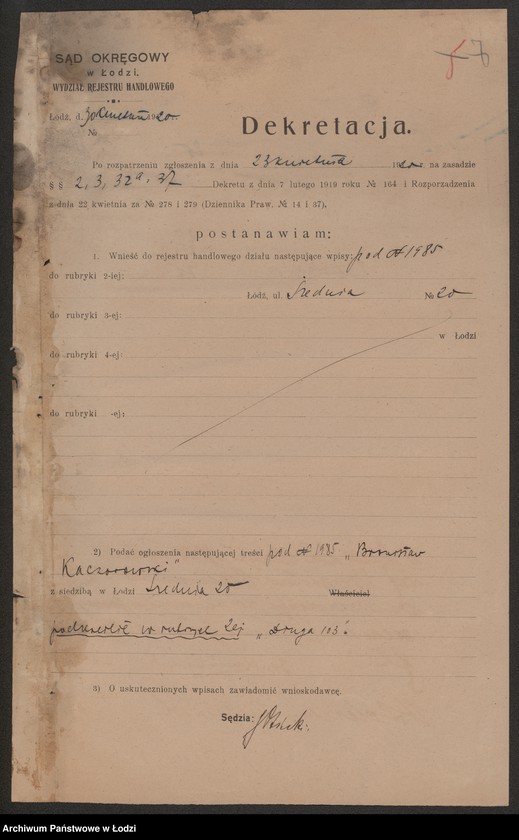 7
SĄD OKRĘGOWY
w Łodzi,
WYDZIAŁ REJESTRU HANDLOWEGO
Łódź, d. 30 kwietnia 1920 r.
№
Dekretacja.
Po rozpatrzeniu zgłoszenia z dnia 23 kwietnia 1920 r. na zasadzie
§ § 2, 3, 32a, 37 Dekretu z dnia 7 lutego 1919 roku № 164 i Rozporządzenia
z dnia 22 kwietnia za № 278 i 279 (Dziennika Praw. № 14 i 37),
postanawiam:
1. Wnieść do rejestru handlowego działu następujące wpisy: pod A 1985
do rubryki 2-iej:
Łódź, ul. Średnia № 20
do rubryki 3-ej:
w Łodzi
do rubryki 4-ej:
do rubryki -ej:
2) Podać ogłoszenia następującej treści pod A 1985 „Bronisław
Kaczorowski"
z siedzibą w Łodzi Średnia 20 Właściciel
podkreślić w rubryce 2ej „Druga 103".
3) O uskutecznionych wpisach zawiadomić wnioskodawcę.
Sędzia:
Archiwum Państwowe w Łodzi